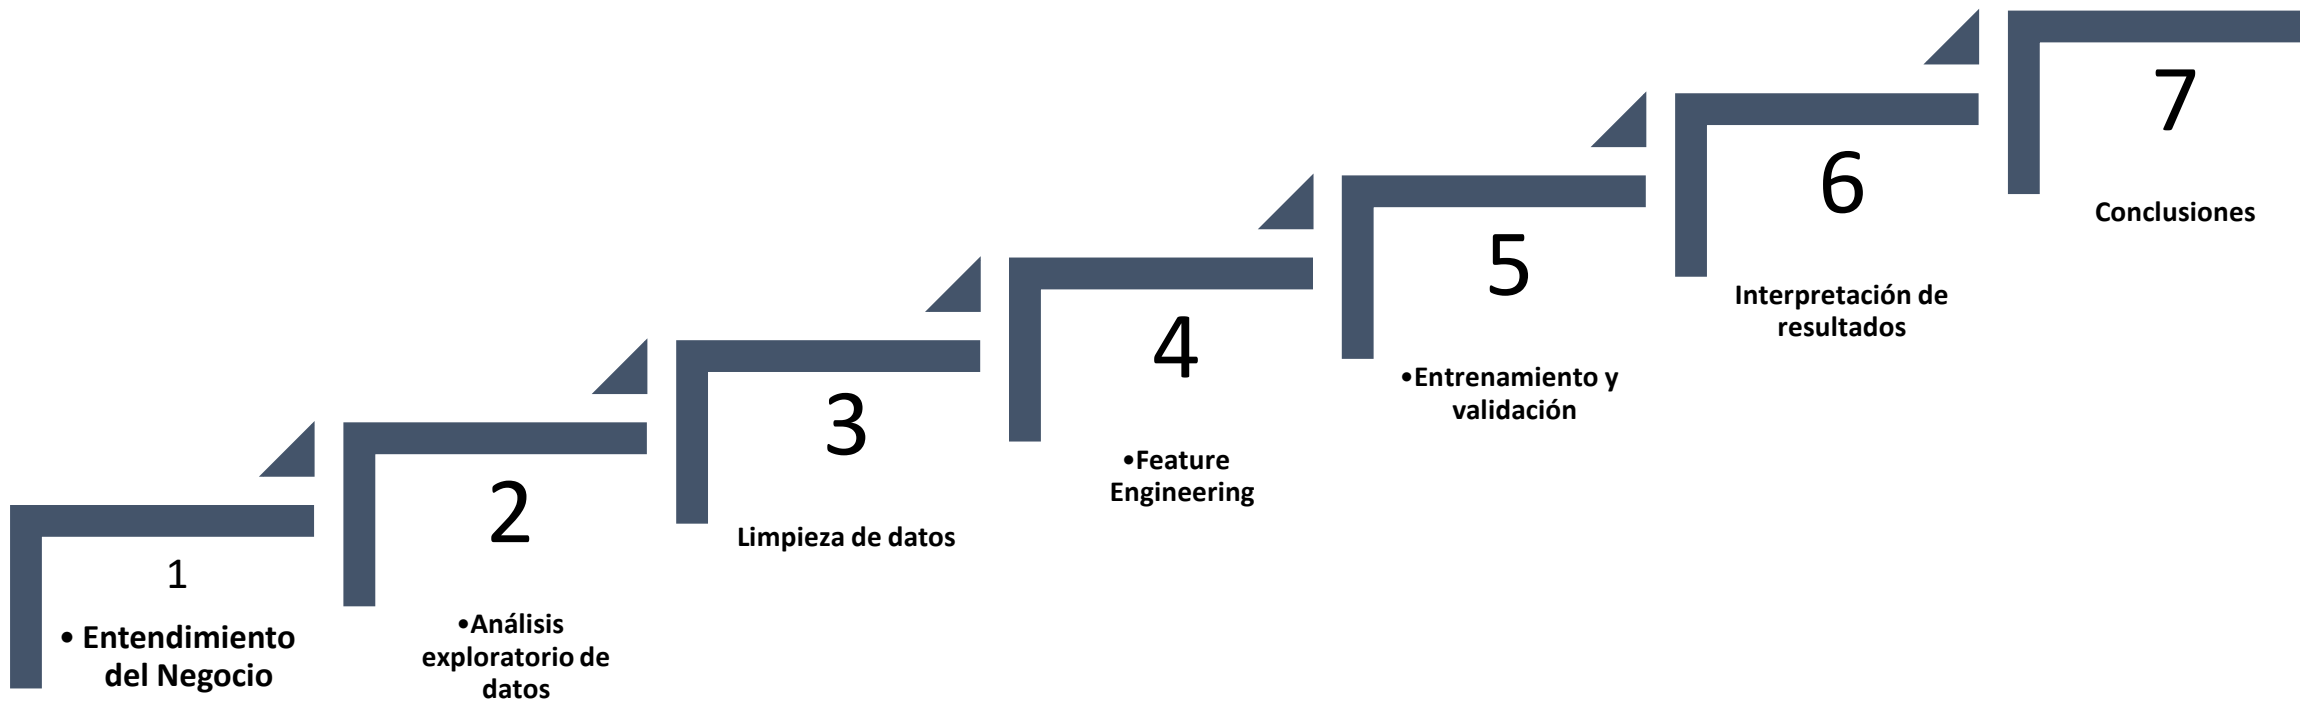 1
• Entendimiento
del Negocio
2
•Análisis
exploratorio de
datos
3
Limpieza de datos
4
•Feature
Engineering
5
•Entrenamiento y
validación
6
Interpretación de
resultados
7
Conclusiones